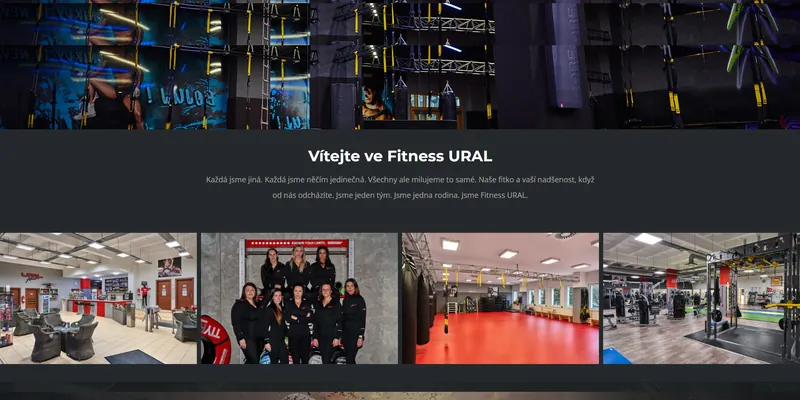 Vítejte ve Fitness URAL
Každá jsme jiná. Každá jsme něčím jedinečná. Všechny ale milujeme to samé. Naše fitko a vaší nadšenost, když
od nás odcházíte. Jsme jeden tým. Jsme jedna rodina. Jsme Fitness URAL.